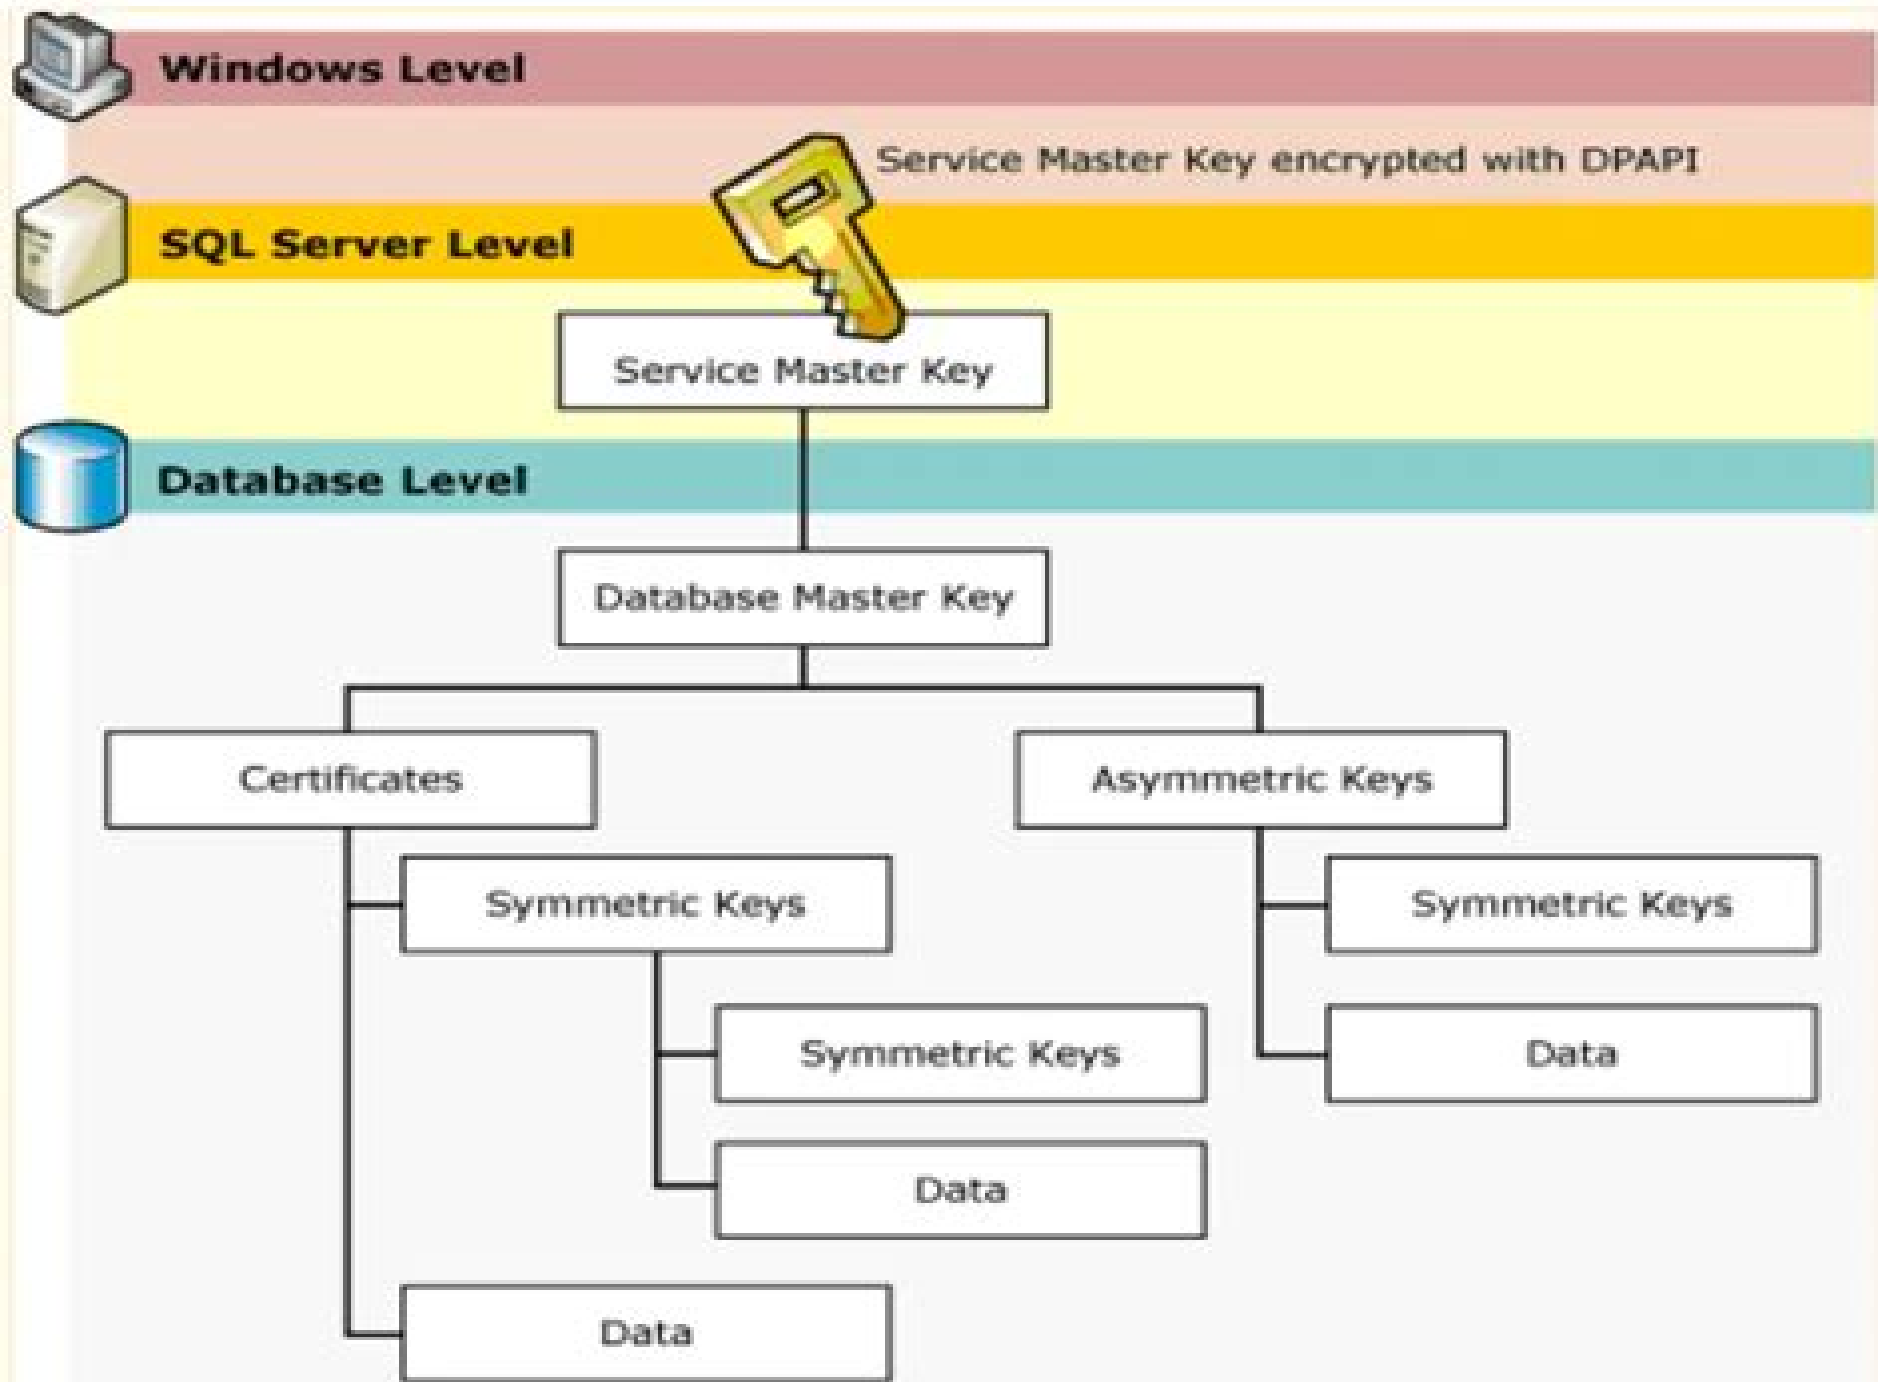 Windows Level
Service Master Key encrypted with DPAPI
SQL Server Level
Service Master Key
Database Level
Database Master Key
Certificates
Asymmetric Keys
Symmetric Keys
Symmetric Keys
Symmetric Keys
Data
Data
Data